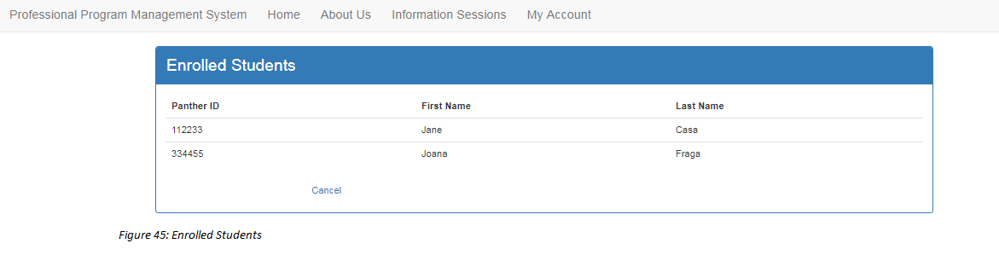 Professional Program Management System Home About Us Information Sessions My Account
Enrolled Students
Panther ID First Name Last Name
112233 Jane Casa
334455 Joana Fraga
Cancel
Figure 45: Enrolled Students